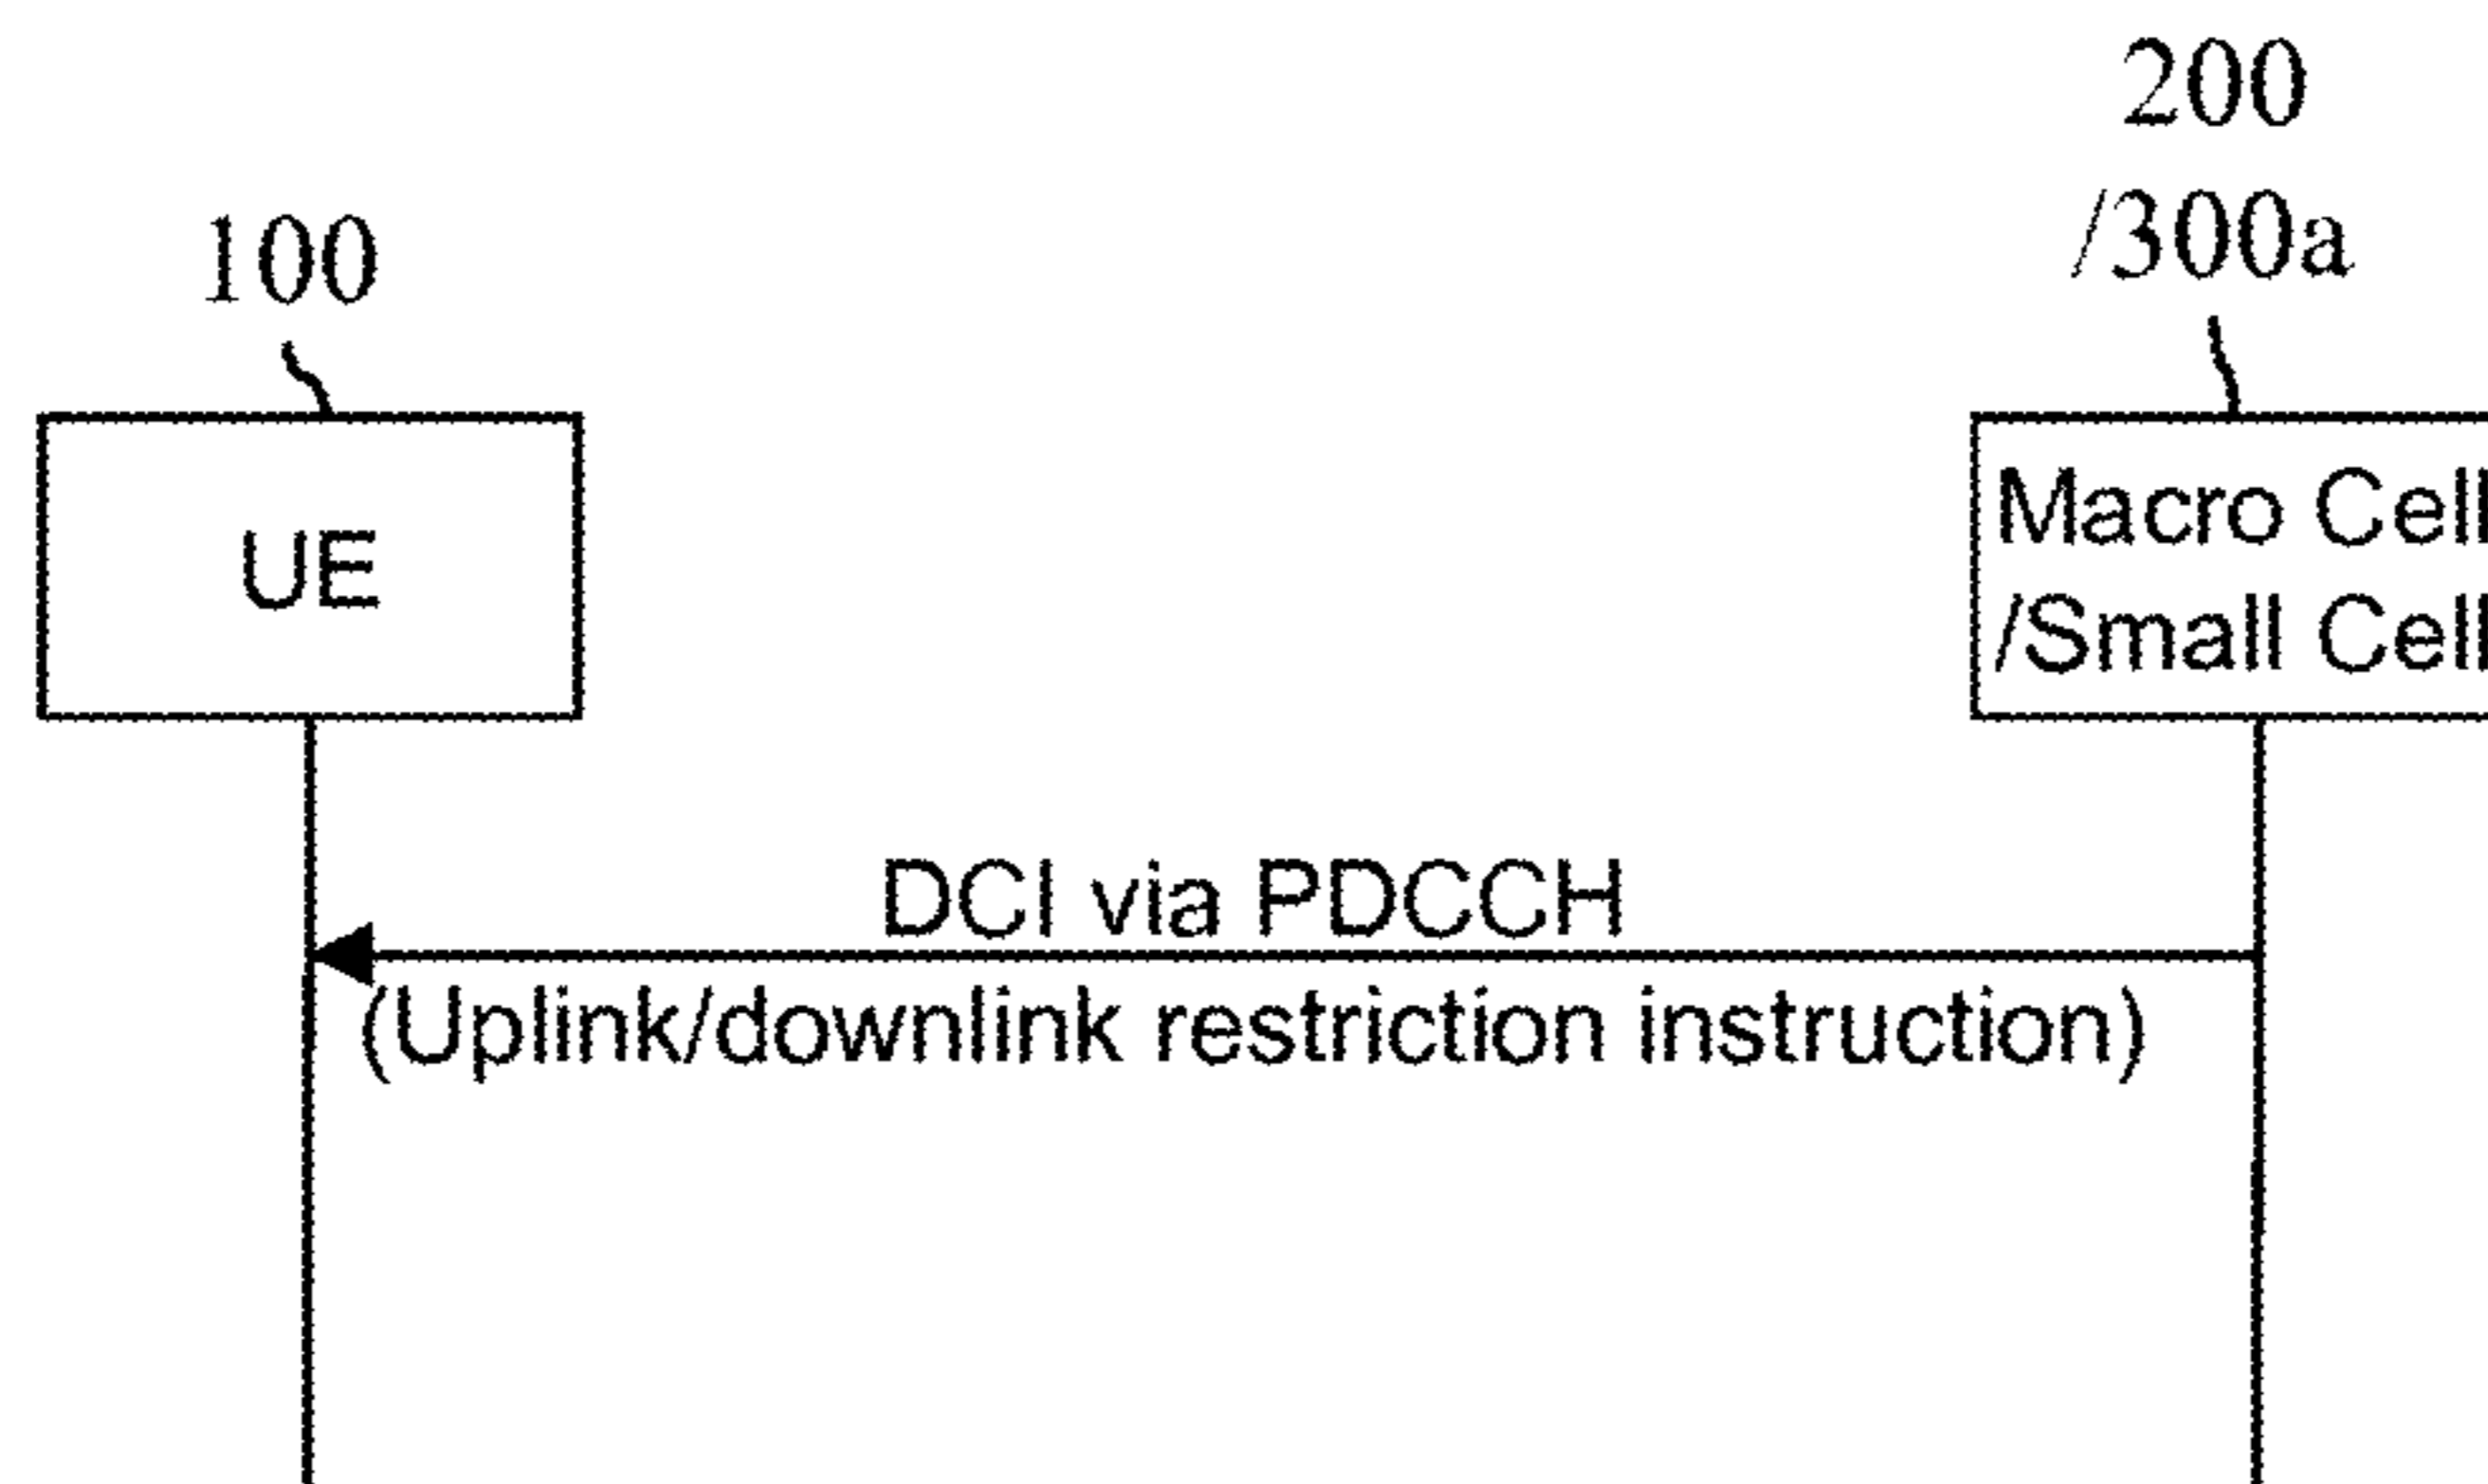 200
/300a
100
UE
Macro Cell
/Small Cell
DCI via PDCCH
(Uplink/downlink restriction instruction)